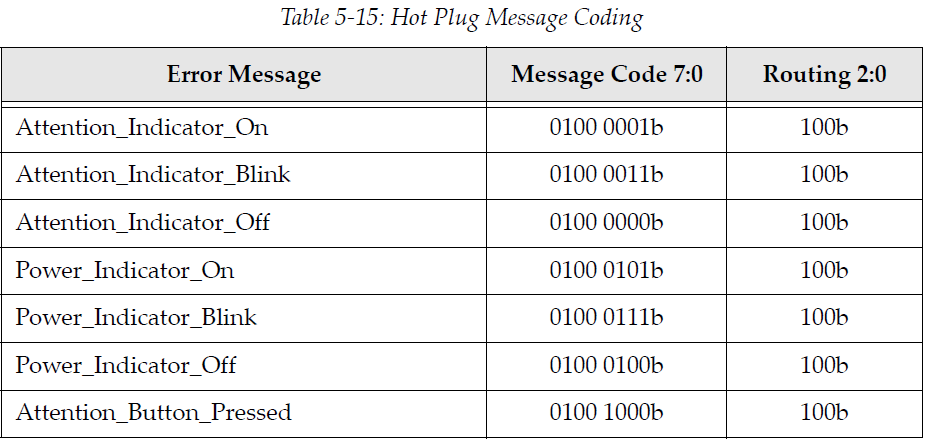 Table 5-15: Hot Plug Message Coding
Error Message Message Code 7:0 Routing 2:0
Attention_Indicator_On 0100 0001b 100b
Attention_Indicator_Blink 0100 0011b 100b
Attention_Indicator_Off 0100 0000b 100b
Power_Indicator_On 0100 0101b 100b
Power_Indicator_Blink 0100 0111b 100b
Power_Indicator_Off 0100 0100b 100b
Attention_Button_Pressed 0100 1000b 100b